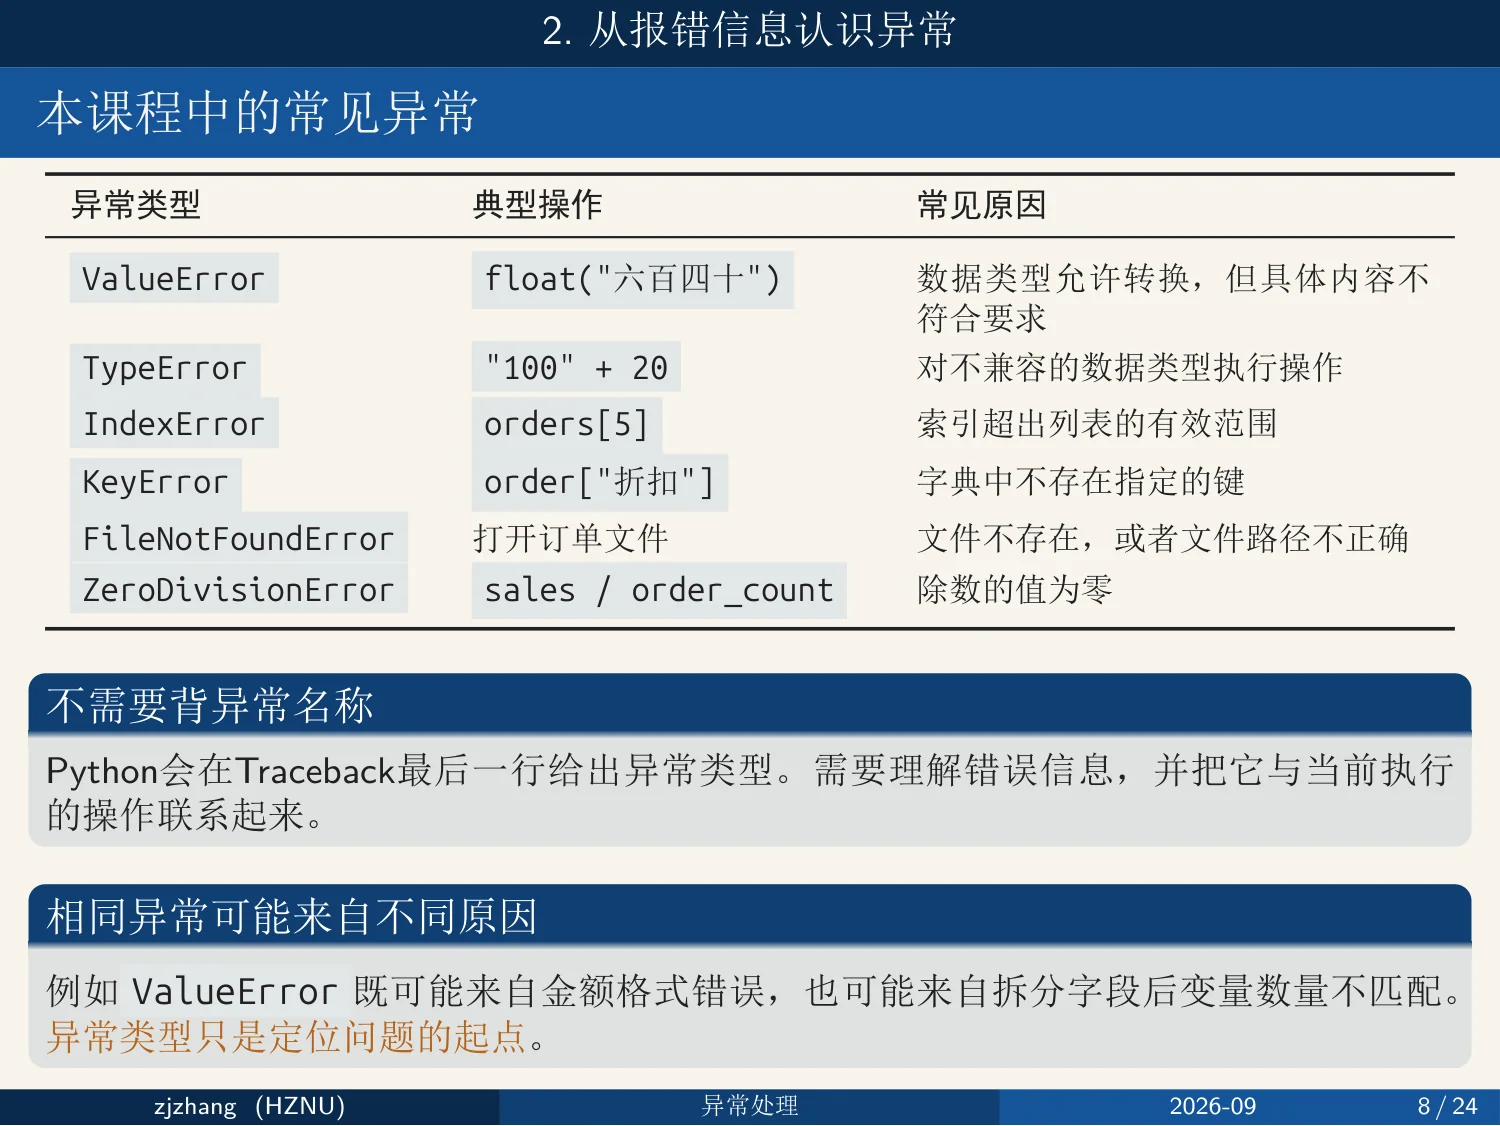 2. 从报错信息认识异常
本课程中的常见异常
异常类型 典型操作 常见原因
ValueError float("六百四十") 数据类型允许转换，但具体内容不
符合要求
TypeError "100" + 20 对不兼容的数据类型执行操作
IndexError orders[5] 索引超出列表的有效范围
KeyError order["折扣"] 字典中不存在指定的键
FileNotFoundError 打开订单文件 文件不存在，或者文件路径不正确
ZeroDivisionError sales / order_count 除数的值为零
不需要背异常名称
Python会在Traceback最后一行给出异常类型。需要理解错误信息，并把它与当前执行
的操作联系起来。
相同异常可能来自不同原因
例如 ValueError 既可能来自金额格式错误，也可能来自拆分字段后变量数量不匹配。
异常类型只是定位问题的起点。
zjzhang (HZNU) 异常处理 2026-09 8 / 24